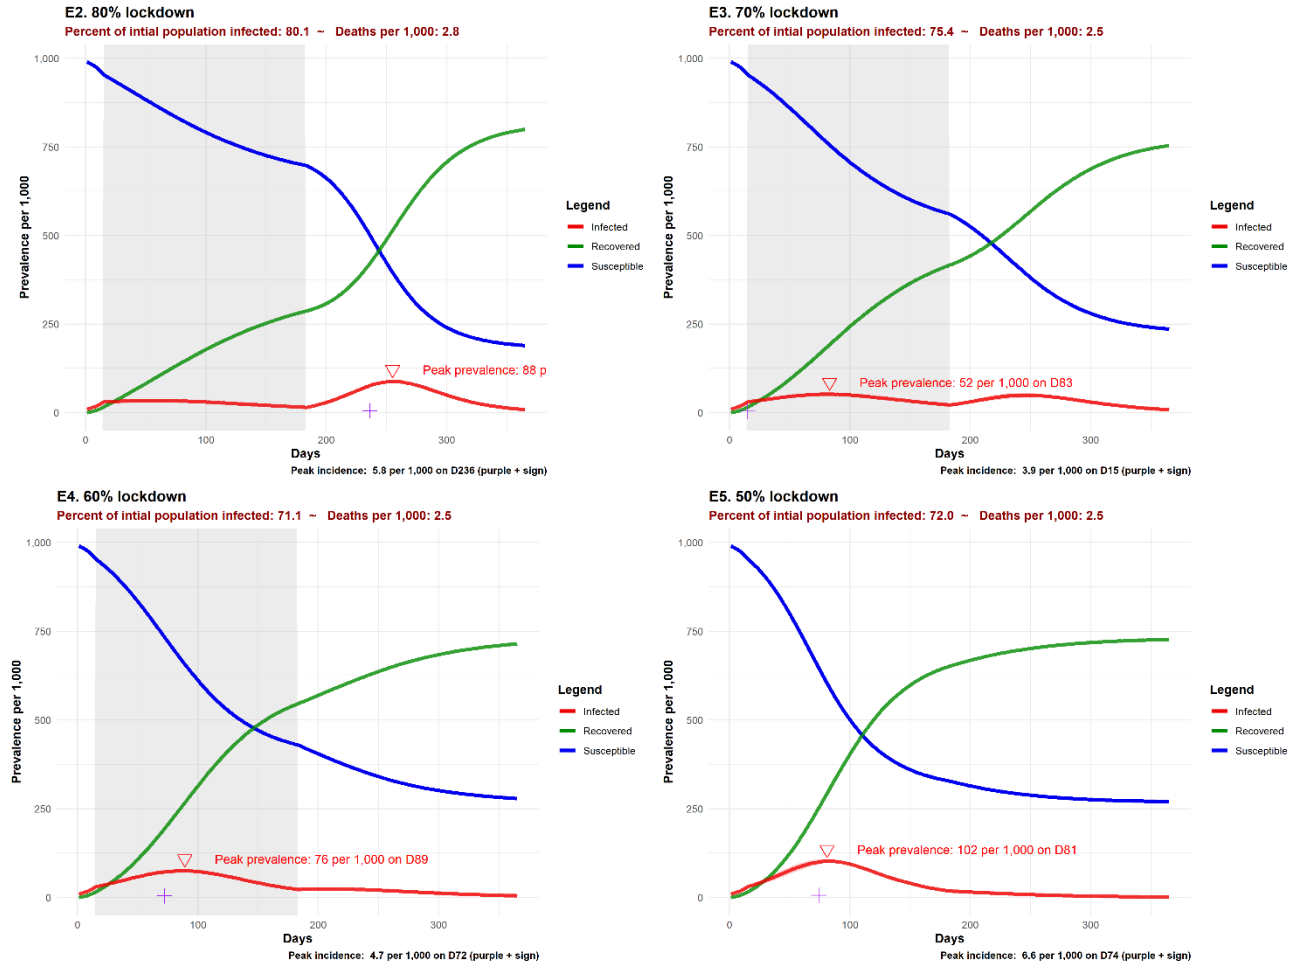 E2. 80% lockdown
Percent of intial population infected: 80.1 ~ Deaths per 1,000: 2.8
1,000
750
500
250
0
Prevalence per 1,000
Peak prevalence: 88 p
0 100 200 300
Days
Peak incidence: 5.8 per 1,000 on D236 (purple + sign)
Legend
Infected
Recovered
Susceptible
E3. 70% lockdown
Percent of intial population infected: 75.4 ~ Deaths per 1,000: 2.5
1,000
750
500
250
0
Prevalence per 1,000
Peak prevalence: 52 per 1,000 on D83
0 100 200 300
Days
Peak incidence: 3.9 per 1,000 on D15 (purple + sign)
Legend
Infected
Recovered
Susceptible
E4. 60% lockdown
Percent of intial population infected: 71.1 ~ Deaths per 1,000: 2.5
1,000
750
500
250
0
Prevalence per 1,000
Peak prevalence: 76 per 1,000 on D89
0 100 200 300
Days
Peak incidence: 4.7 per 1,000 on D72 (purple + sign)
Legend
Infected
Recovered
Susceptible
E5. 50% lockdown
Percent of intial population infected: 72.0 ~ Deaths per 1,000: 2.5
1,000
750
500
250
0
Prevalence per 1,000
Peak prevalence: 102 per 1,000 on D81
0 100 200 300
Days
Peak incidence: 6.6 per 1,000 on D74 (purple + sign)
Legend
Infected
Recovered
Susceptible